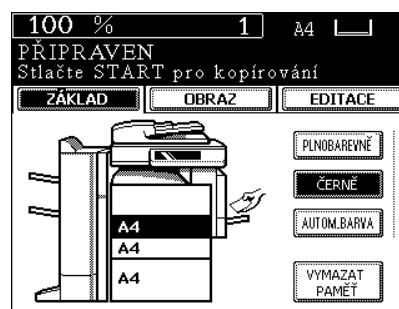 100 % 1 A4
PŘIPRAVEN
Stlačte START pro kopírování
ZÁKLAD OBRAZ EDITACE
PLNOBAREVNĚ
ČERNĚ
AUTOM.BARVA
A4
A4
A4
VYMAZAT
PAMĚŤ